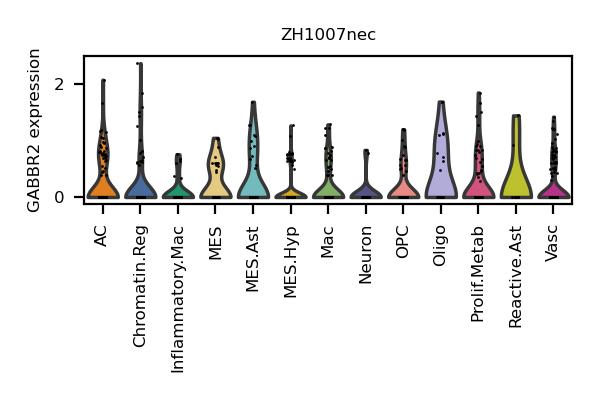 ZH1007nec
GABBR2 expression
2
0
AC
Chromatin.Reg
Inflammatory.Mac
MES
MES.Ast
MES.Hyp
Mac
Neuron
OPC
Oligo
Prolif.Metab
Reactive.Ast
Vasc